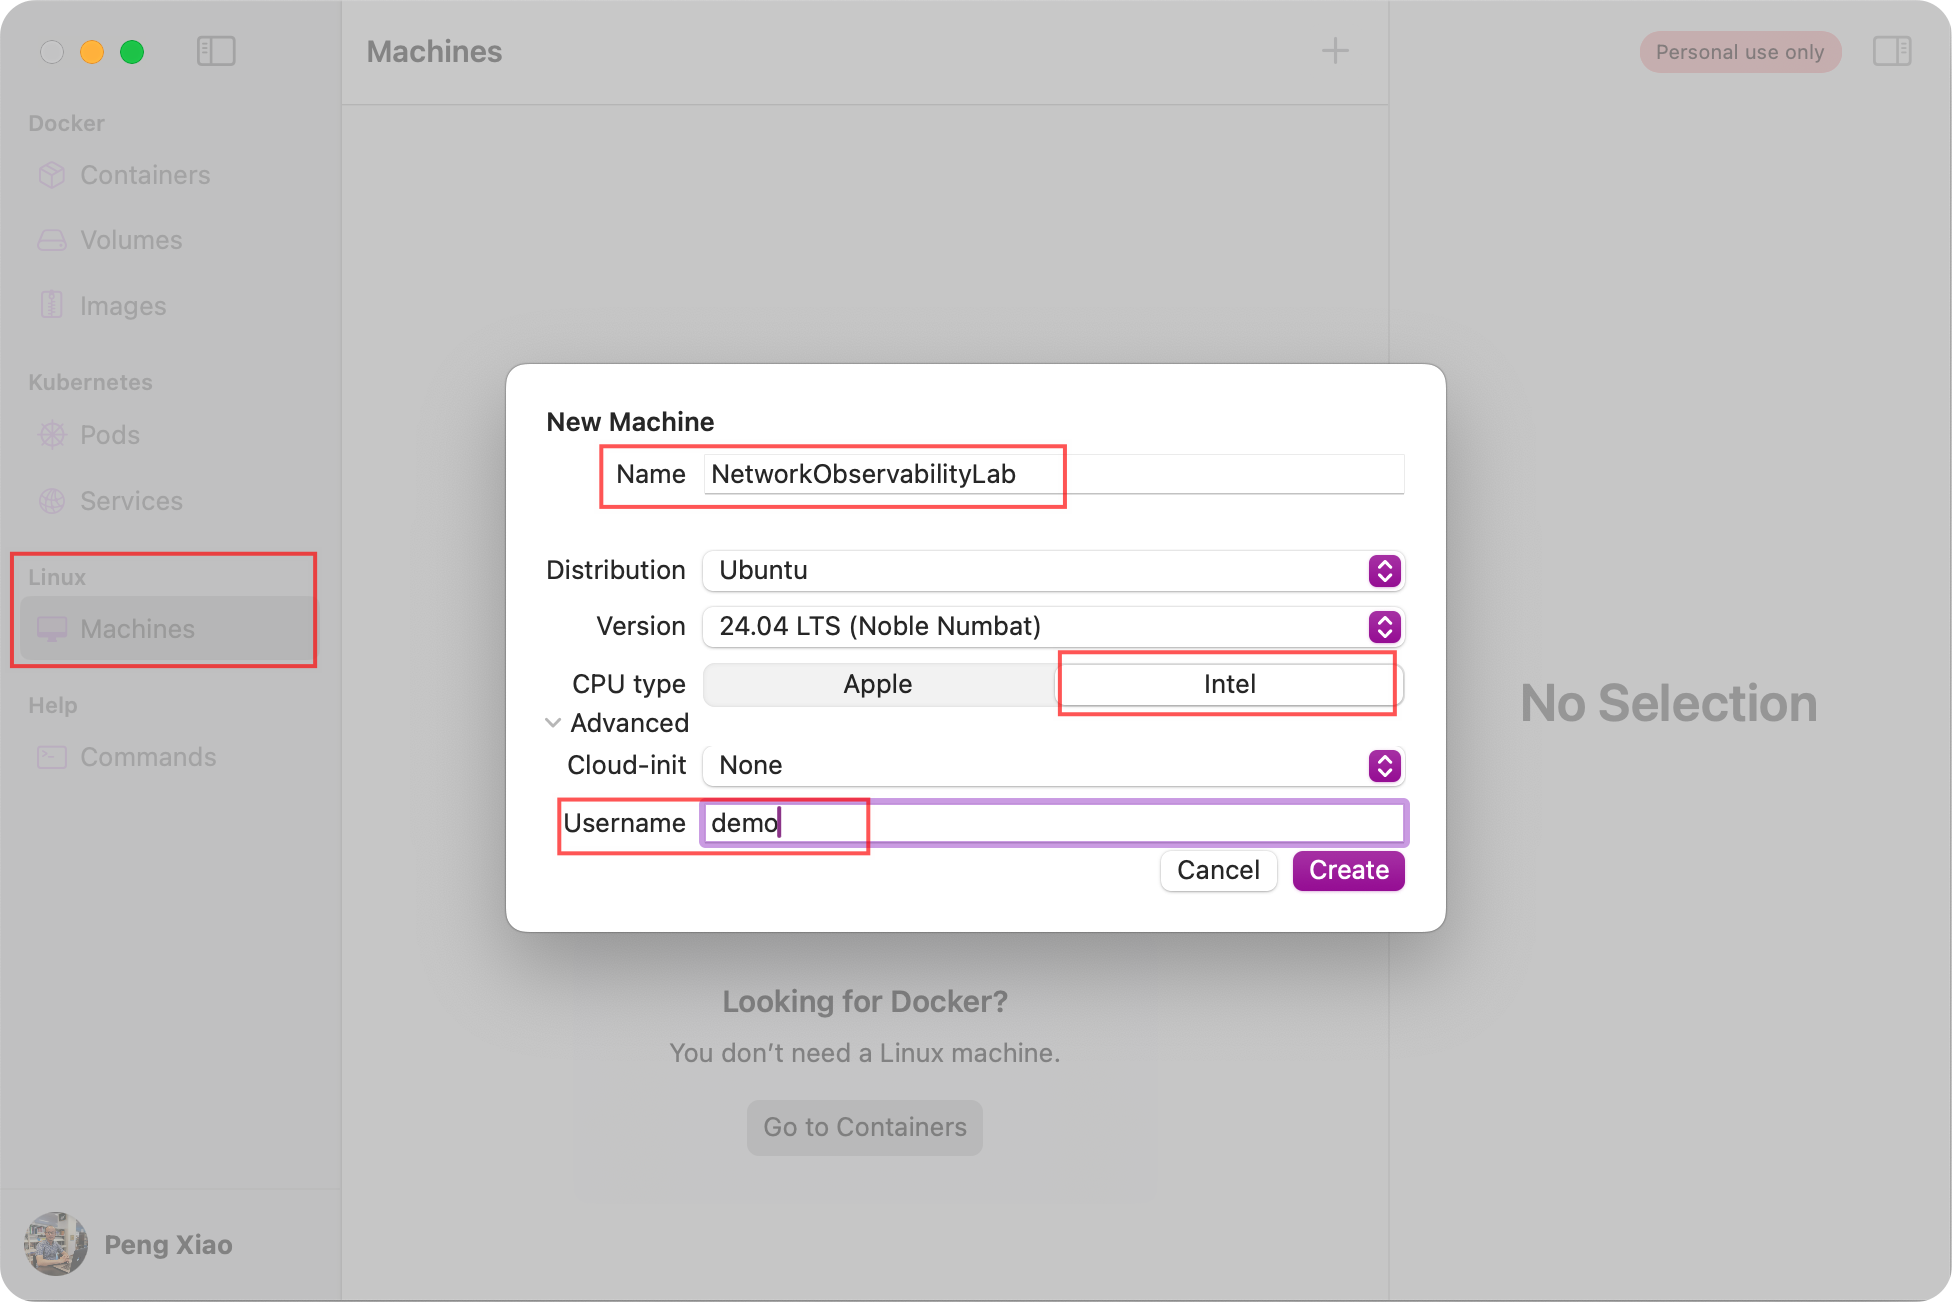 Machines
Personal use only
Docker
Containers
Volumes
Images
Kubernetes
Pods
Services
Linux
Machines
Help
Commands
Peng Xiao
New Machine
Name NetworkObservabilityLab
Distribution Ubuntu
Version 24.04 LTS (Noble Numbat)
CPU type Apple Intel
Advanced
Cloud-init None
Username demo
Cancel Create
Looking for Docker?
You don’t need a Linux machine.
Go to Containers
No Selection